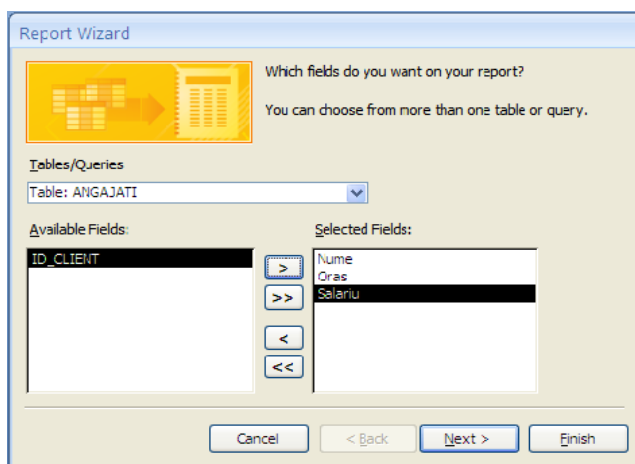 Report Wizard
Which fields do you want on your report?
You can choose from more than one table or query.
Tables/Queries
Table: ANGAJATI
Available Fields:
Selected Fields:
ID_CLIENT
Nume
Oras
Salariu
>
>>
<
<<
Cancel
< Back
Next >
Finish